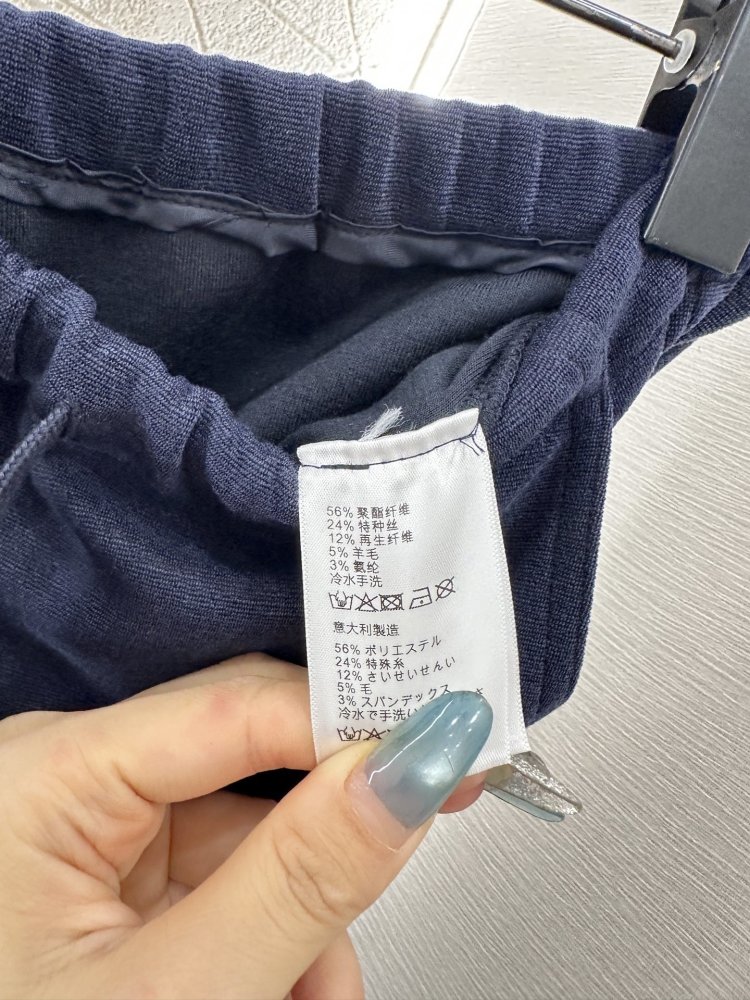 56% 聚酯纤维
24% 特种丝
12% 再生纤维
5% 羊毛
3% 氨纶
冷水手洗
意大利製造
56% ポリエステル
24% 特殊糸
12% さいせいせんい
5% 毛
3% スパンデックス
冷水で手洗い